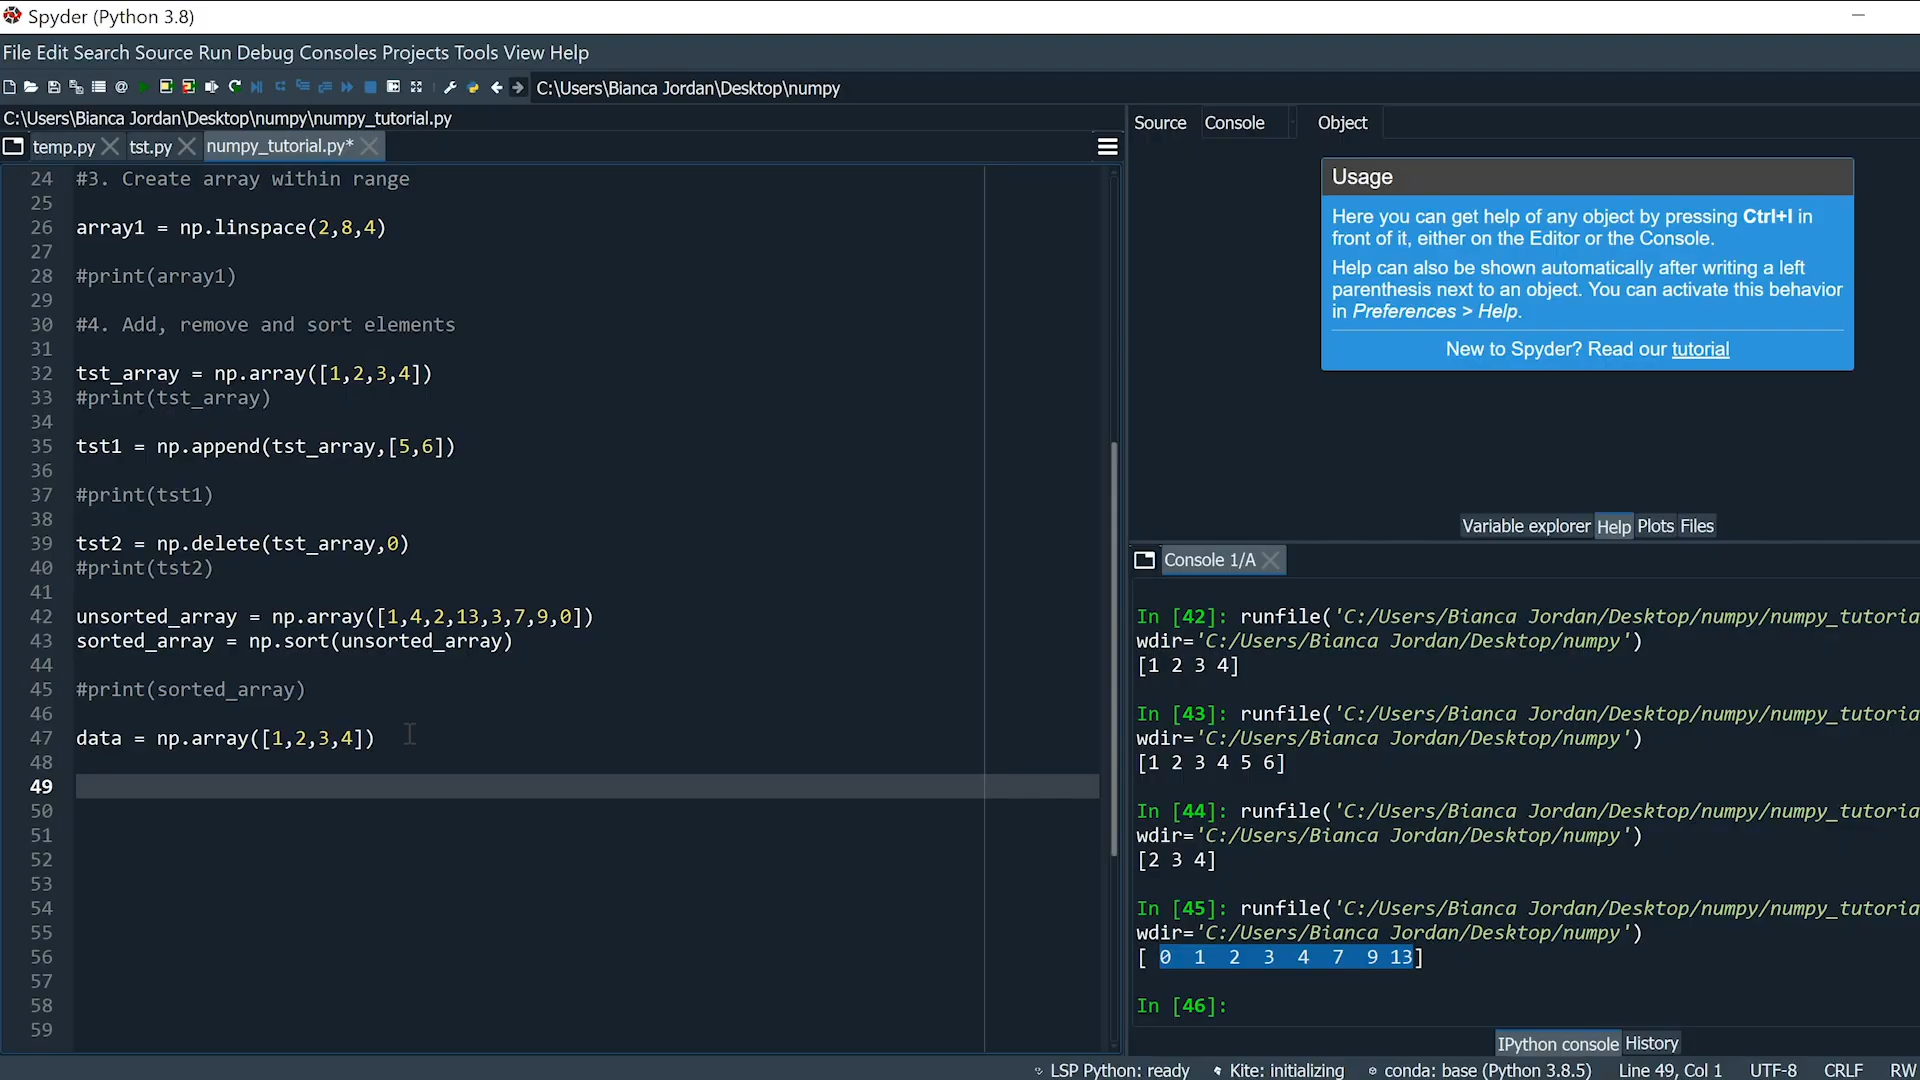 Spyder (Python 3.8)
File Edit Search Source Run Debug Consoles Projects Tools View Help
C:\Users\Bianca Jordan\Desktop\numpy
C:\Users\Bianca Jordan\Desktop\numpy\numpy_tutorial.py
temp.py tst.py numpy_tutorial.py*
24 #3. Create array within range
25
26 array1 = np.linspace(2,8,4)
27
28 #print(array1)
29
30 #4. Add, remove and sort elements
31
32 tst_array = np.array([1,2,3,4])
33 #print(tst_array)
34
35 tst1 = np.append(tst_array,[5,6])
36
37 #print(tst1)
38
39 tst2 = np.delete(tst_array,0)
40 #print(tst2)
41
42 unsorted_array = np.array([1,4,2,13,3,7,9,0])
43 sorted_array = np.sort(unsorted_array)
44
45 #print(sorted_array)
46
47 data = np.array([1,2,3,4])
48
49
50
51
52
53
54
55
56
57
58
59
Source Console Object
Usage
Here you can get help of any object by pressing Ctrl+I in
front of it, either on the Editor or the Console.
Help can also be shown automatically after writing a left
parenthesis next to an object. You can activate this behavior
in Preferences > Help.
New to Spyder? Read our tutorial
Variable explorer Help Plots Files
Console 1/A
In [42]: runfile('C:/Users/Bianca Jordan/Desktop/numpy/numpy_tutoria
wdir='C:/Users/Bianca Jordan/Desktop/numpy')
[1 2 3 4]
In [43]: runfile('C:/Users/Bianca Jordan/Desktop/numpy/numpy_tutoria
wdir='C:/Users/Bianca Jordan/Desktop/numpy')
[1 2 3 4 5 6]
In [44]: runfile('C:/Users/Bianca Jordan/Desktop/numpy/numpy_tutoria
wdir='C:/Users/Bianca Jordan/Desktop/numpy')
[2 3 4]
In [45]: runfile('C:/Users/Bianca Jordan/Desktop/numpy/numpy_tutoria
wdir='C:/Users/Bianca Jordan/Desktop/numpy')
[ 0 1 2 3 4 7 9 13]
In [46]:
IPython console History
LSP Python: ready Kite: initializing conda: base (Python 3.8.5) Line 49, Col 1 UTF-8 CRLF RW